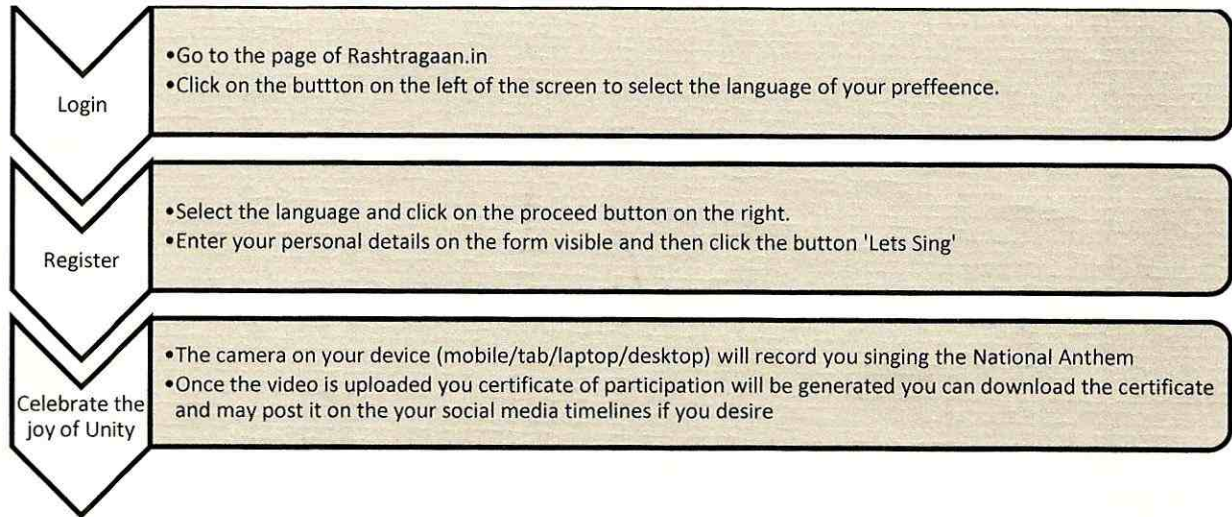 Login
•Go to the page of Rashtragaan.in
•Click on the buttton on the left of the screen to select the language of your preffeence.
Register
•Select the language and click on the proceed button on the right.
•Enter your personal details on the form visible and then click the button 'Lets Sing'
Celebrate the
joy of Unity
•The camera on your device (mobile/tab/laptop/desktop) will record you singing the National Anthem
•Once the video is uploaded you certificate of participation will be generated you can download the certificate
and may post it on the your social media timelines if you desire